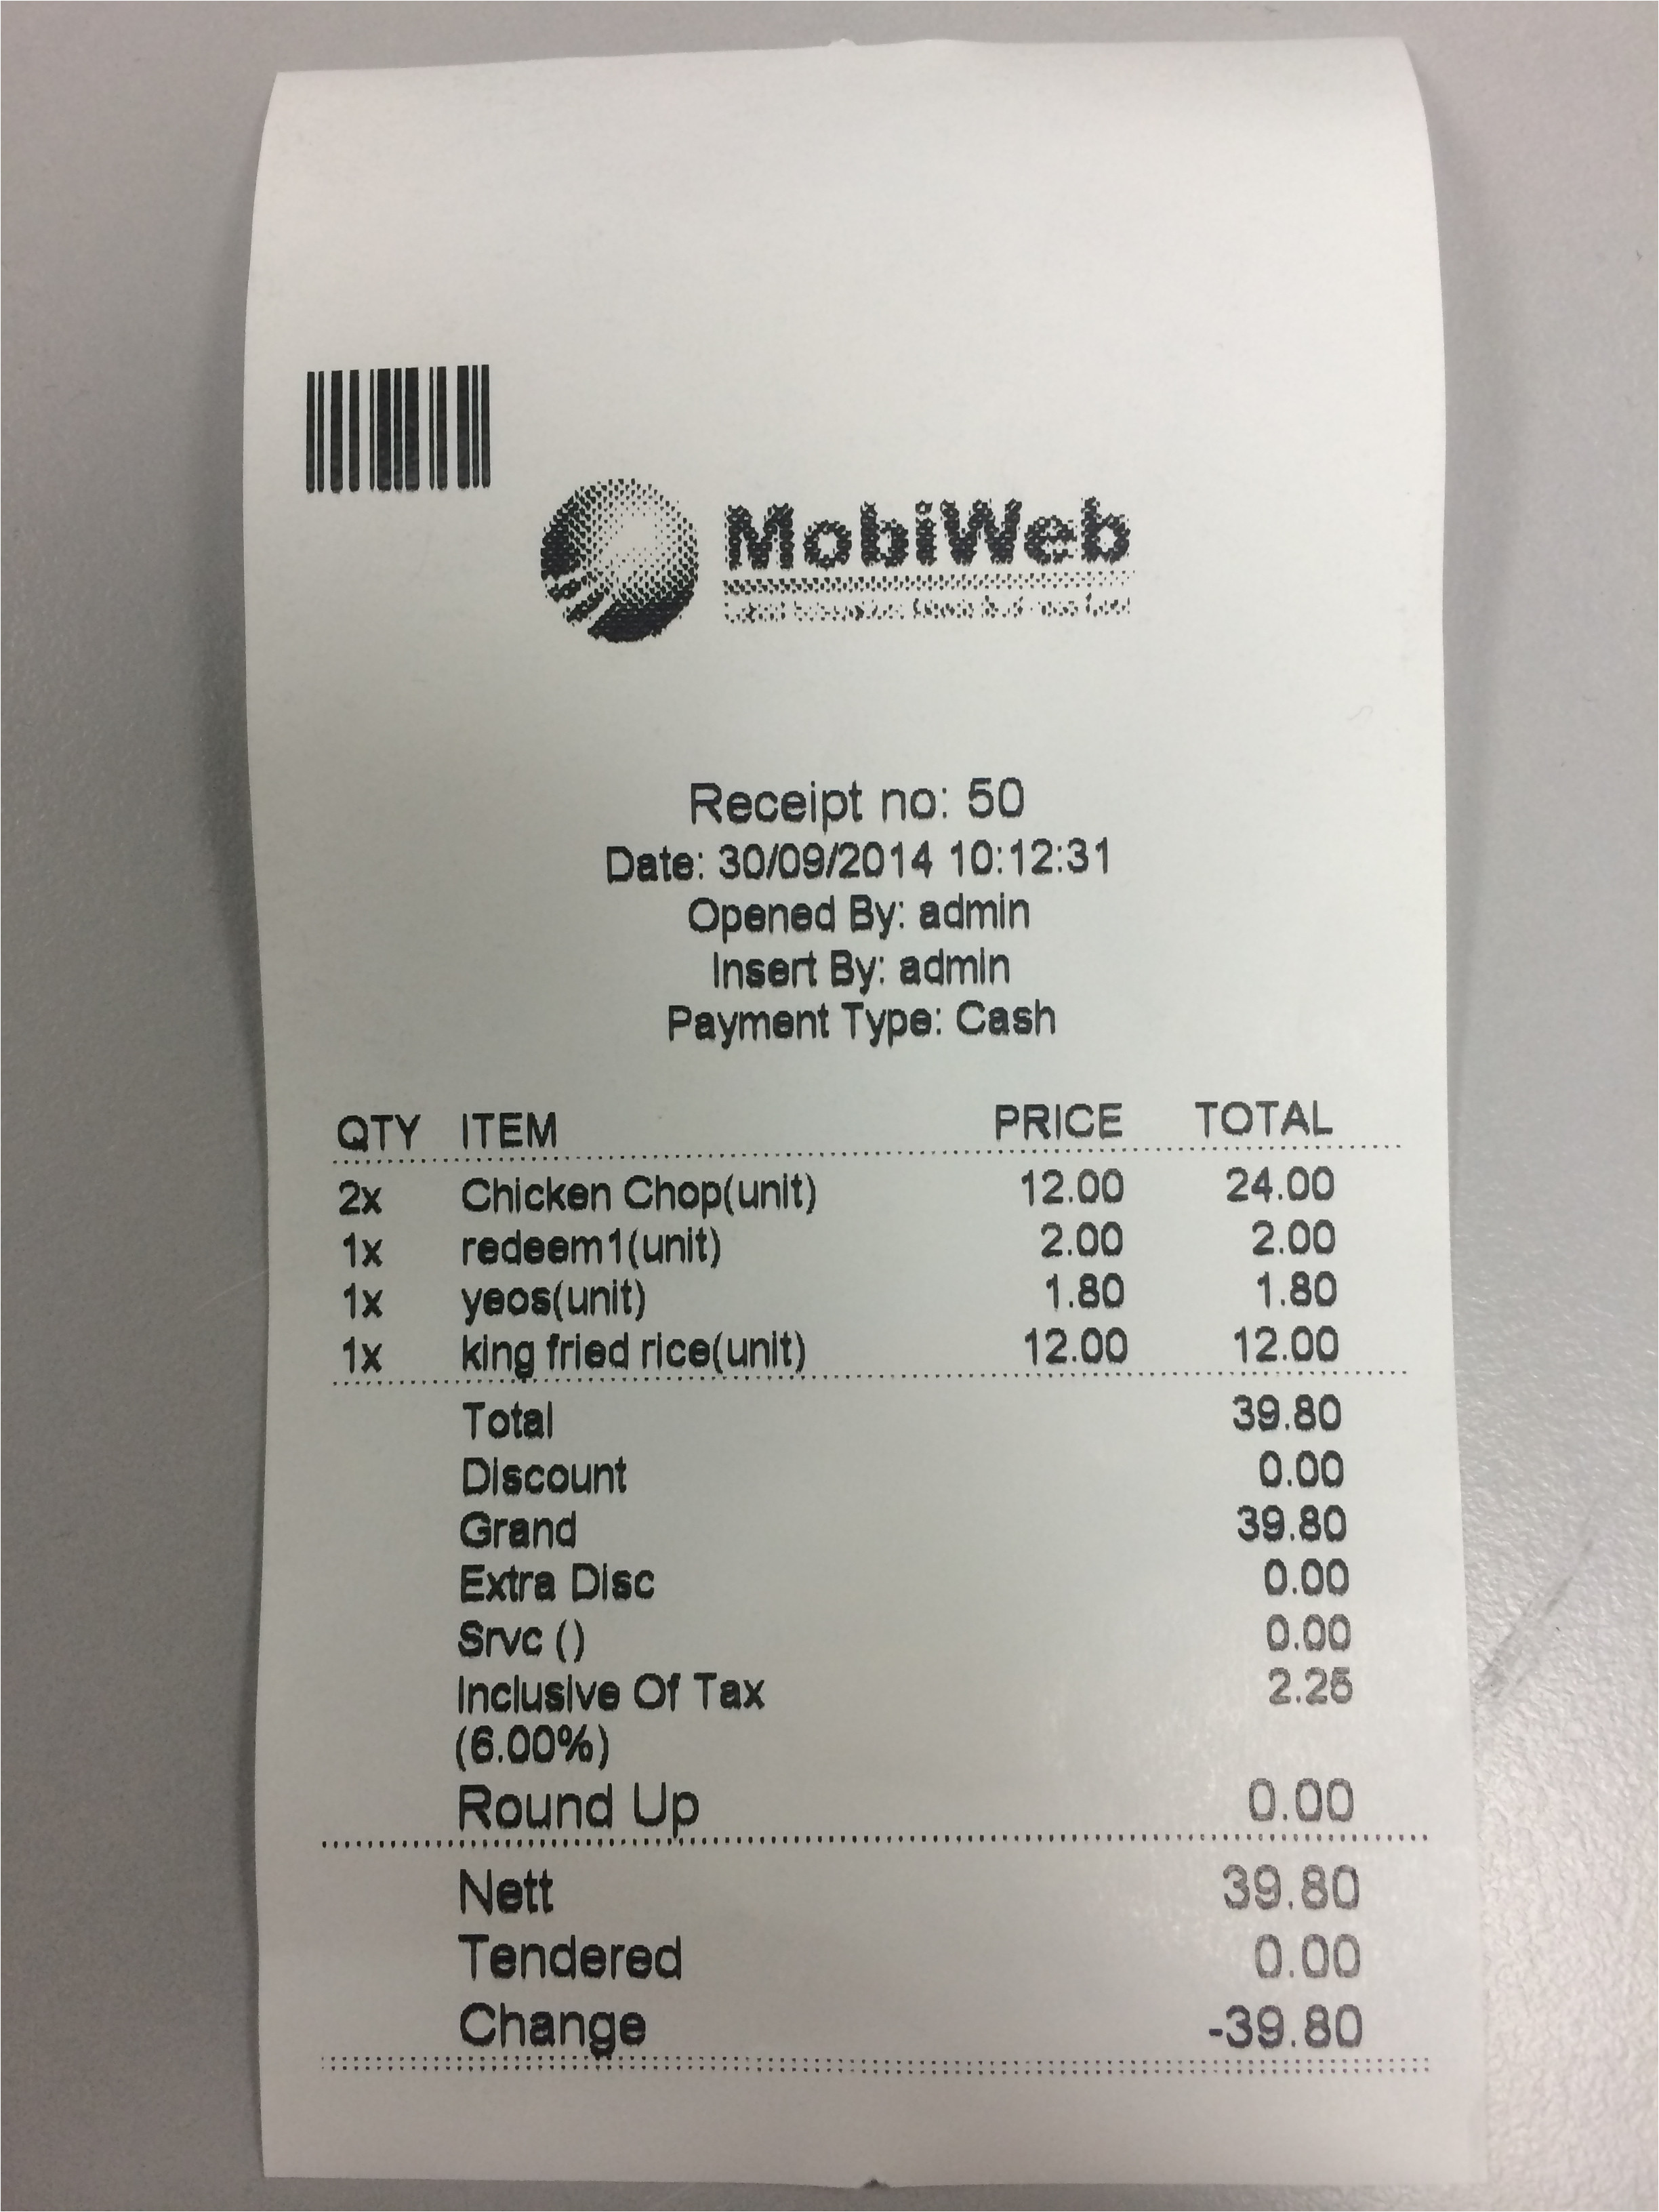 MobiWeb
Receipt no: 50
Date: 30/09/2014 10:12:31
Opened By: admin
Insert By: admin
Payment Type: Cash
QTY ITEM PRICE TOTAL
2x Chicken Chop(unit) 12.00 24.00
1x redeem1(unit) 2.00 2.00
1x yeos(unit) 1.80 1.80
1x king fried rice(unit) 12.00 12.00
Total 39.80
Discount 0.00
Grand 39.80
Extra Disc 0.00
Srvc () 0.00
Inclusive Of Tax 2.25
(6.00%)
Round Up 0.00
Nett 39.80
Tendered 0.00
Change -39.80